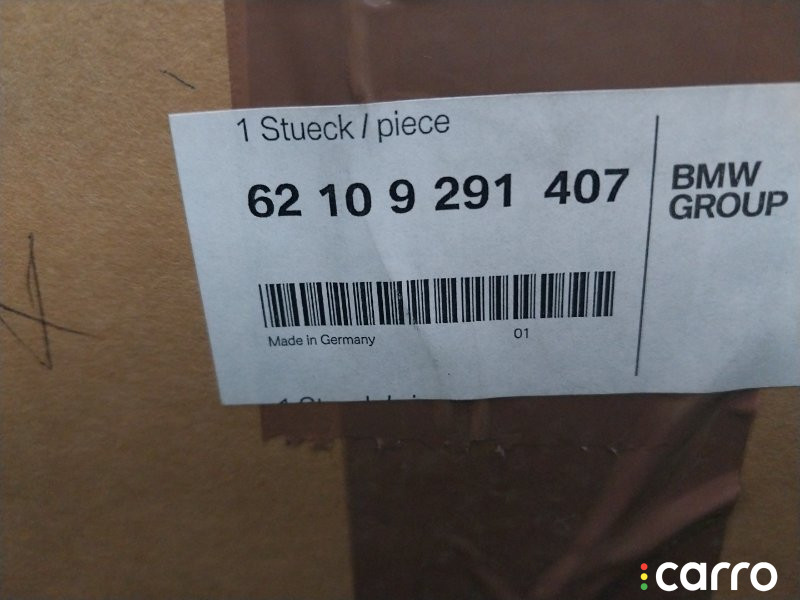 1 Stueck / piece
62 10 9 291 407
BMW
GROUP
Made in Germany
01
carro